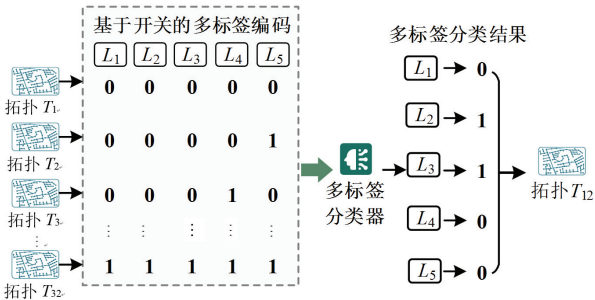 基于开关的多标签编码
L1 L2 L3 L4 L5
拓扑 T1 0 0 0 0 0
拓扑 T2 0 0 0 0 1
拓扑 T3 0 0 0 1 0
⋮ ⋮ ⋮ ⋮ ⋮ ⋮
拓扑 T32 1 1 1 1 1
多标签
分类器
多标签分类结果
L1 0
L2 1
L3 1
L4 0
L5 0
拓扑 T12